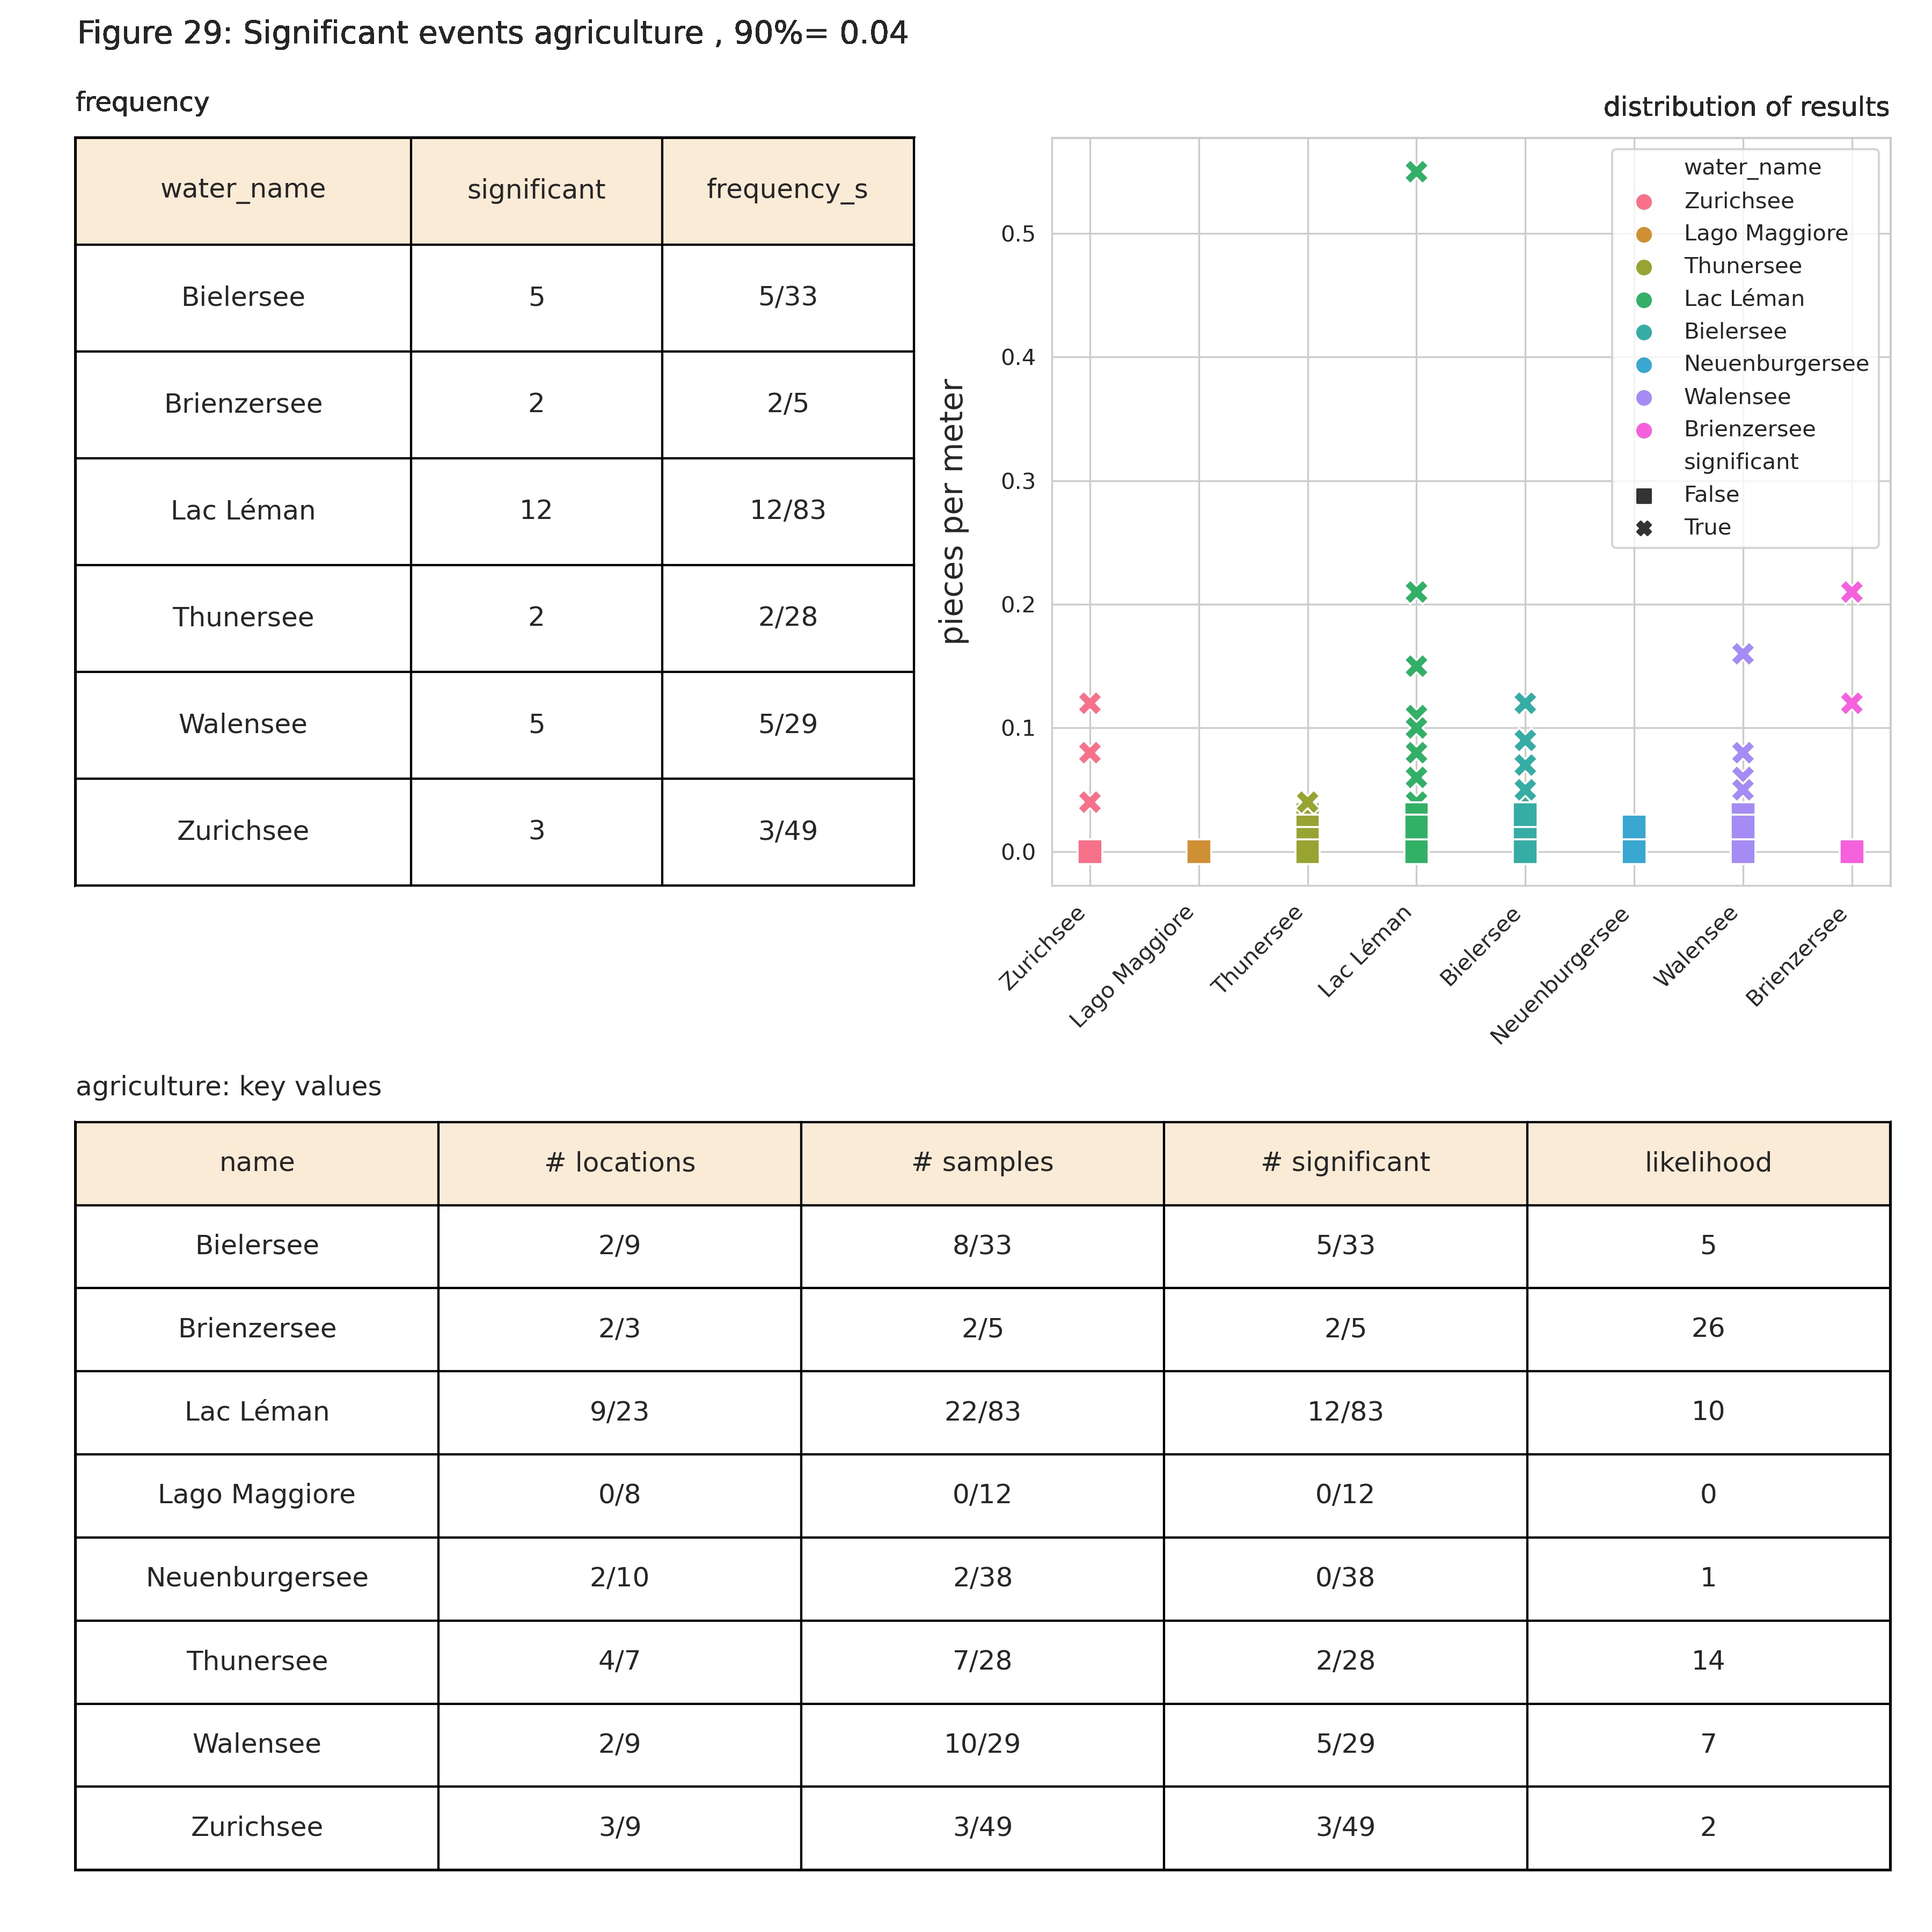 Figure 29: Significant events agriculture , 90%= 0.04
frequency
water_name significant frequency_s
Bielersee 5 5/33
Brienzersee 2 2/5
Lac Léman 12 12/83
Thunersee 2 2/28
Walensee 5 5/29
Zurichsee 3 3/49
distribution of results
pieces per meter
0.5
0.4
0.3
0.2
0.1
0.0
water_name
Zurichsee
Lago Maggiore
Thunersee
Lac Léman
Bielersee
Neuenburgersee
Walensee
Brienzersee
significant
False
True
Zurichsee
Lago Maggiore
Thunersee
Lac Léman
Bielersee
Neuenburgersee
Walensee
Brienzersee
agriculture: key values
name # locations # samples # significant likelihood
Bielersee 2/9 8/33 5/33 5
Brienzersee 2/3 2/5 2/5 26
Lac Léman 9/23 22/83 12/83 10
Lago Maggiore 0/8 0/12 0/12 0
Neuenburgersee 2/10 2/38 0/38 1
Thunersee 4/7 7/28 2/28 14
Walensee 2/9 10/29 5/29 7
Zurichsee 3/9 3/49 3/49 2